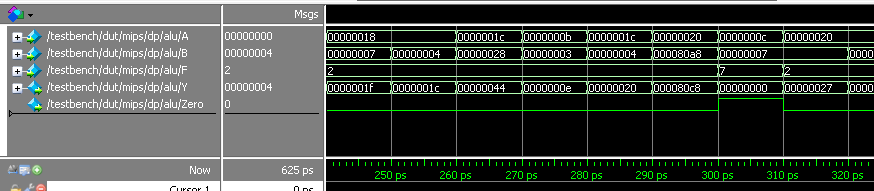 Msgs
/testbench/dut/mips/dp/alu/A 00000000 00000018 0000001c 0000000b 0000001c 00000020 0000000c 00000020
/testbench/dut/mips/dp/alu/B 00000004 00000007 00000004 00000028 00000003 00000004 000080a8 00000007 0000
/testbench/dut/mips/dp/alu/F 2 2 7 2
/testbench/dut/mips/dp/alu/Y 00000004 0000001f 0000001c 00000044 0000000e 00000020 000080c8 00000000 00000027 0000
/testbench/dut/mips/dp/alu/Zero 0
Now 625 ps 250 ps 260 ps 270 ps 280 ps 290 ps 300 ps 310 ps 320 ps
Cursor 1 0 ps